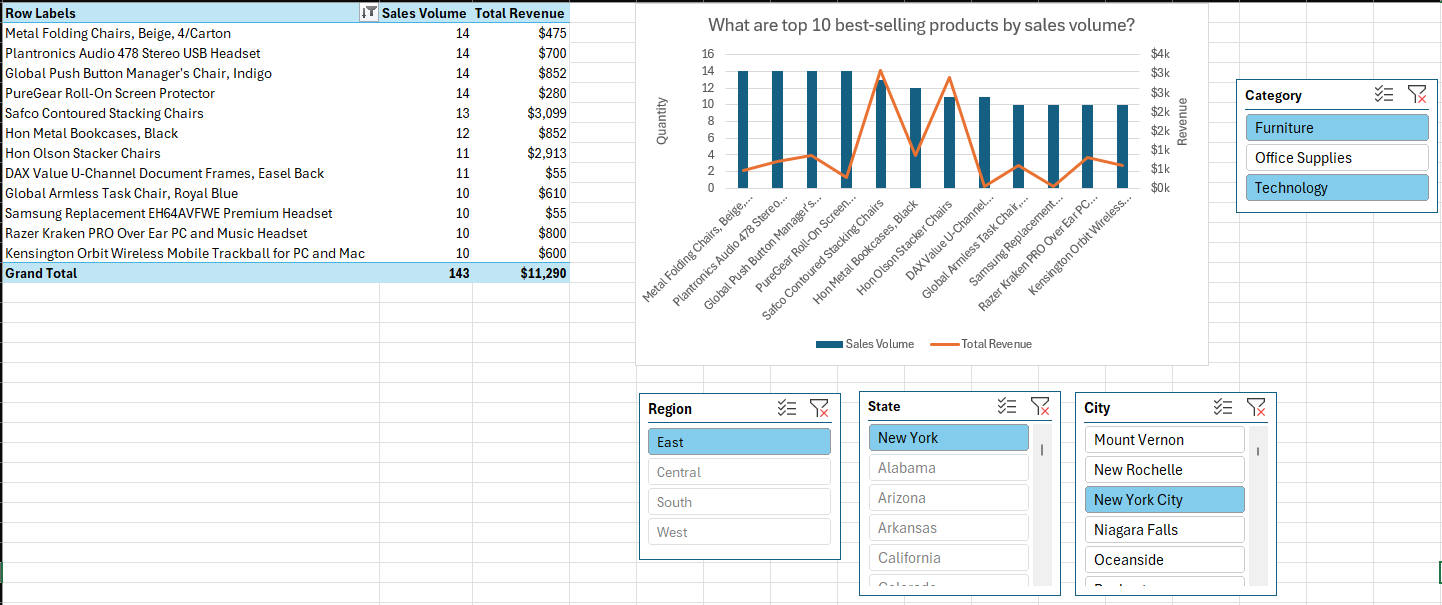 Row Labels Sales Volume Total Revenue
Metal Folding Chairs, Beige, 4/Carton 14 $475
Plantronics Audio 478 Stereo USB Headset 14 $700
Global Push Button Manager's Chair, Indigo 14 $852
PureGear Roll-On Screen Protector 14 $280
Safco Contoured Stacking Chairs 13 $3,099
Hon Metal Bookcases, Black 12 $852
Hon Olson Stacker Chairs 11 $2,913
DAX Value U-Channel Document Frames, Easel Back 11 $55
Global Armless Task Chair, Royal Blue 10 $610
Samsung Replacement EH64AVFWE Premium Headset 10 $55
Razer Kraken PRO Over Ear PC and Music Headset 10 $800
Kensington Orbit Wireless Mobile Trackball for PC and Mac 10 $600
Grand Total 143 $11,290
What are top 10 best-selling products by sales volume?
16 $4k
14 $3k
12 $3k
10 $2k
8 $2k
6 $1k
4 $1k
2 $0k
0
Quantity
Revenue
Metal Folding Chairs, Beige,...
Plantronics Audio 478 Stereo...
Global Push Button Manager's...
PureGear Roll-On Screen...
Safco Contoured Stacking Chairs
Hon Metal Bookcases, Black
Hon Olson Stacker Chairs
DAX Value U-Channel...
Global Armless Task Chair,...
Samsung Replacement...
Razer Kraken PRO Over Ear PC...
Kensington Orbit Wireless...
Sales Volume Total Revenue
Category
Furniture
Office Supplies
Technology
Region
East
Central
South
West
State
New York
Alabama
Arizona
Arkansas
California
City
Mount Vernon
New Rochelle
New York City
Niagara Falls
Oceanside